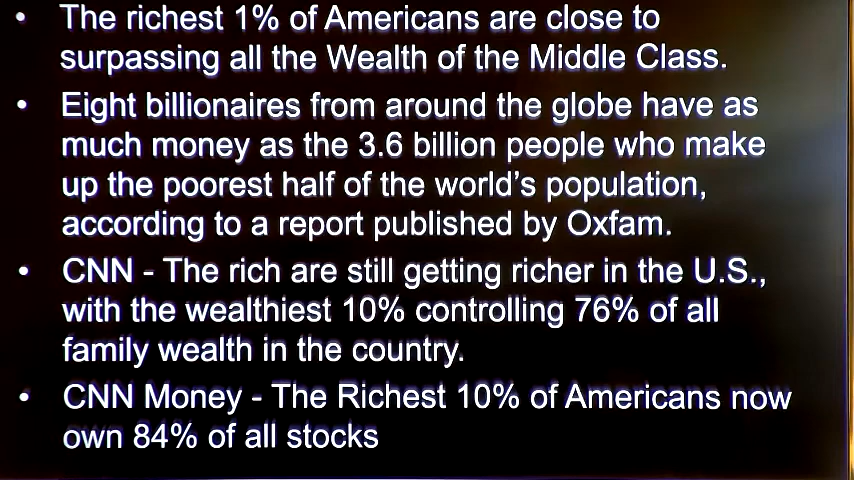 • The richest 1% of Americans are close to
surpassing all the Wealth of the Middle Class.
• Eight billionaires from around the globe have as
much money as the 3.6 billion people who make
up the poorest half of the world's population,
according to a report published by Oxfam.
• CNN - The rich are still getting richer in the U.S.,
with the wealthiest 10% controlling 76% of all
family wealth in the country.
• CNN Money - The Richest 10% of Americans now
own 84% of all stocks